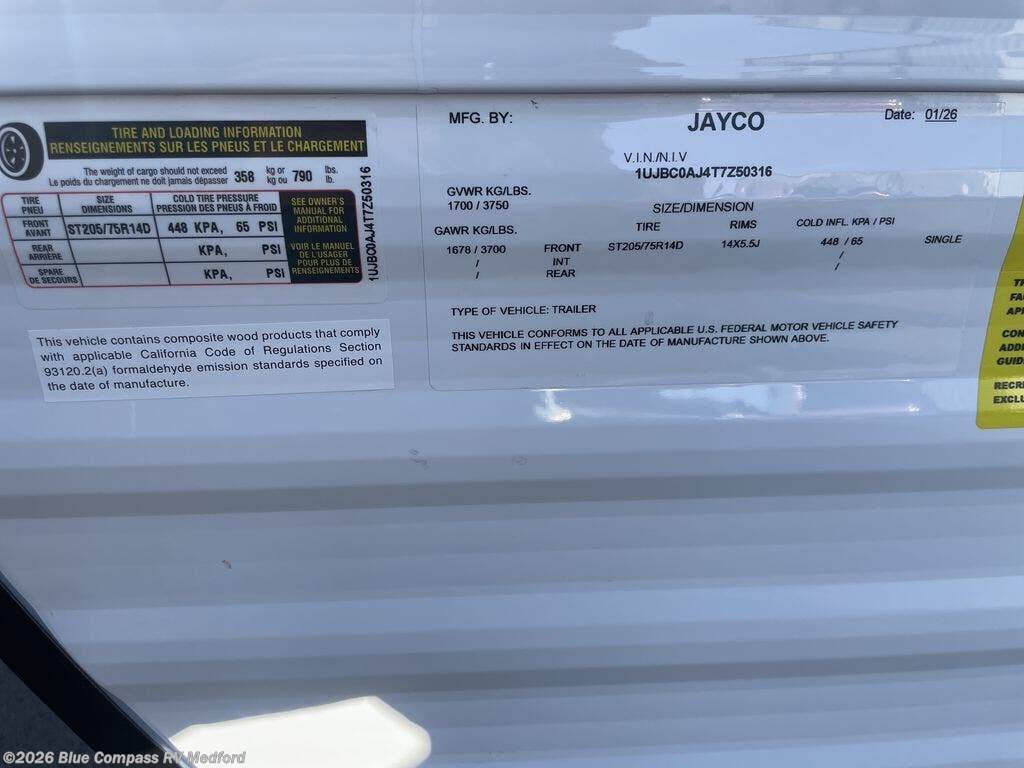 TIRE AND LOADING INFORMATION
RENSEIGNEMENTS SUR LES PNEUS ET LE CHARGEMENT
The weight of cargo should not exceed 358 kg or 790 lbs.
Le poids du chargement ne doit jamais dépasser kg ou lb.
TIRE PNEU SIZE DIMENSIONS COLD TIRE PRESSURE PRESSION DES PNEUS À FROID
FRONT AVANT ST205/75R14D 448 KPA, 65 PSI
REAR ARRIÈRE KPA, PSI
SPARE DE SECOURS KPA, PSI
SEE OWNER'S
MANUAL FOR
ADDITIONAL
INFORMATION
VOIR LE MANUEL
DE L'USAGER
POUR PLUS DE
RENSEIGNEMENTS
1UJBC0AJ4T7Z50316
This vehicle contains composite wood products that comply
with applicable California Code of Regulations Section
93120.2(a) formaldehyde emission standards specified on
the date of manufacture.
MFG. BY: JAYCO Date: 01/26
V.I.N./N.I.V
1UJBC0AJ4T7Z50316
GVWR KG/LBS.
1700 / 3750
SIZE/DIMENSION
GAWR KG/LBS. TIRE RIMS COLD INFL. KPA / PSI
1678 / 3700 FRONT ST205/75R14D 14X5.5J 448 / 65 SINGLE
/ INT /
/ REAR /
TYPE OF VEHICLE: TRAILER
THIS VEHICLE CONFORMS TO ALL APPLICABLE U.S. FEDERAL MOTOR VEHICLE SAFETY
STANDARDS IN EFFECT ON THE DATE OF MANUFACTURE SHOWN ABOVE.
©2026 Blue Compass RV Medford